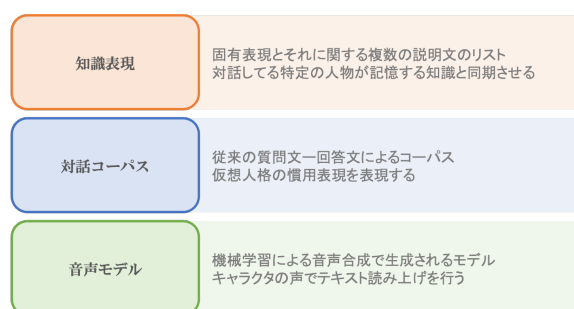 知識表現
固有表現とそれに関する複数の説明文のリスト
対話してる特定の人物が記憶する知識と同期させる
対話コーパス
従来の質問文ー回答文によるコーパス
仮想人格の慣用表現を表現する
音声モデル
機械学習による音声合成で生成されるモデル
キャラクタの声でテキスト読み上げを行う